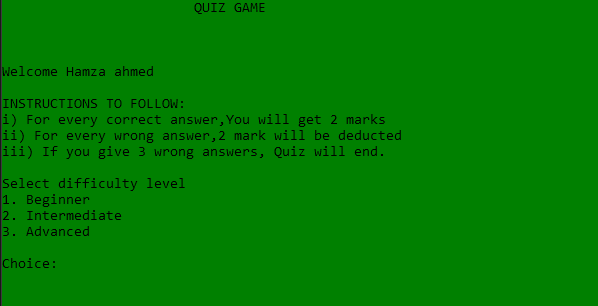 QUIZ GAME
Welcome Hamza ahmed
INSTRUCTIONS TO FOLLOW:
i) For every correct answer,You will get 2 marks
ii) For every wrong answer,2 mark will be deducted
iii) If you give 3 wrong answers, Quiz will end.
Select difficulty level
1. Beginner
2. Intermediate
3. Advanced
Choice: